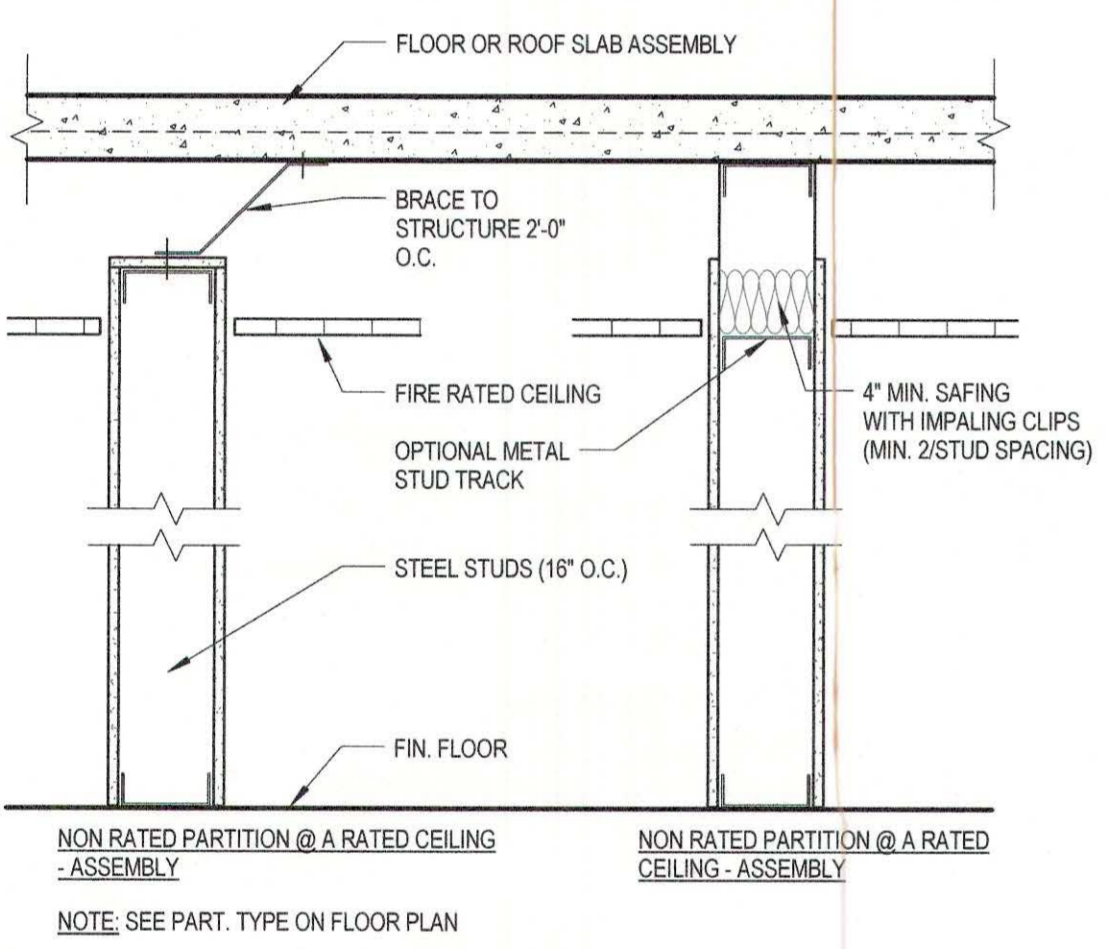 FLOOR OR ROOF SLAB ASSEMBLY
BRACE TO
STRUCTURE 2'-0"
O.C.
FIRE RATED CEILING
OPTIONAL METAL
STUD TRACK
4" MIN. SAFING
WITH IMPALING CLIPS
(MIN. 2/STUD SPACING)
STEEL STUDS (16" O.C.)
FIN. FLOOR
NON RATED PARTITION @ A RATED CEILING
- ASSEMBLY
NON RATED PARTITION @ A RATED
CEILING - ASSEMBLY
NOTE: SEE PART. TYPE ON FLOOR PLAN